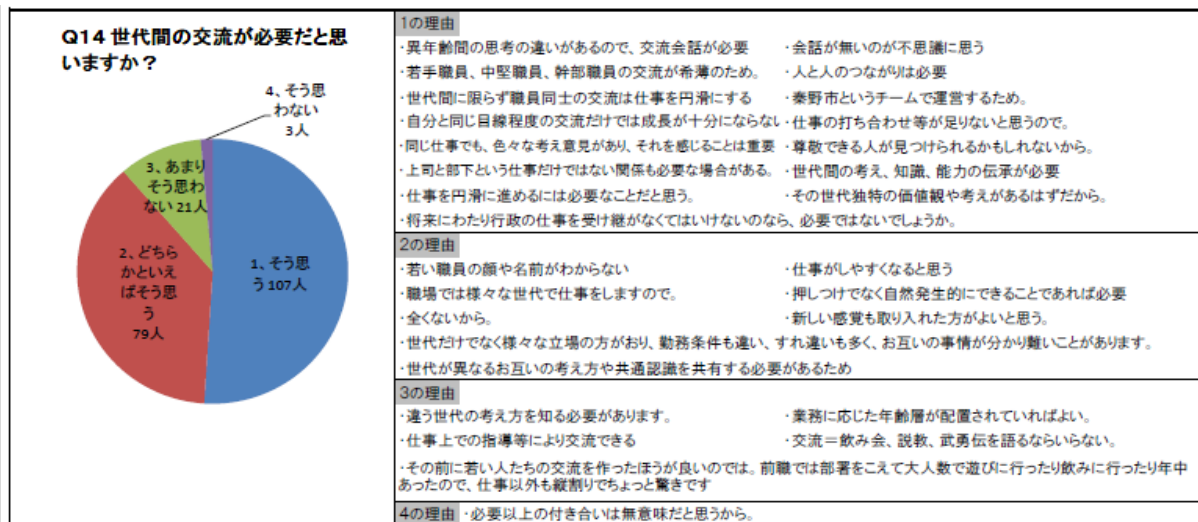 Q14 世代間の交流が必要だと思
いますか？
4、そう思
わない
3人
3、あまり
そう思わ
ない 21人
2、どちら
かといえ
ばそう思
う
79人
1、そう思
う 107人
1の理由
・異年齢間の思考の違いがあるので、交流会話が必要 ・会話が無いのが不思議に思う
・若手職員、中堅職員、幹部職員の交流が希薄のため。 ・人と人のつながりは必要
・世代間に限らず職員同士の交流は仕事を円滑にする ・秦野市というチームで運営するため。
・自分と同じ目線程度の交流だけでは成長が十分にならない ・仕事の打ち合わせ等が足りないと思うので。
・同じ仕事でも、色々な考え意見があり、それを感じることは重要 ・尊敬できる人が見つけられるかもしれないから。
・上司と部下という仕事だけではない関係も必要な場合がある。 ・世代間の考え、知識、能力の伝承が必要
・仕事を円滑に進めるには必要なことだと思う。 ・その世代独特の価値観や考えがあるはずだから。
・将来にわたり行政の仕事を受け継がなくてはいけないのなら、必要ではないでしょうか。
2の理由
・若い職員の顔や名前がわからない ・仕事がしやすくなると思う
・職場では様々な世代で仕事をしますので。 ・押しつけでなく自然発生的にできることであれば必要
・全くないから。 ・新しい感覚も取り入れた方がよいと思う。
・世代だけでなく様々な立場の方がおり、勤務条件も違い、すれ違いも多く、お互いの事情が分かり難いことがあります。
・世代が異なるお互いの考え方や共通認識を共有する必要があるため
3の理由
・違う世代の考え方を知る必要があります。 ・業務に応じた年齢層が配置されていればよい。
・仕事上での指導等により交流できる ・交流＝飲み会、説教、武勇伝を語るならいらない。
・その前に若い人たちの交流を作ったほうが良いのでは。前職では部署をこえて大人数で遊びに行ったり飲みに行ったり年中
あったので、仕事以外も縦割りでちょっと驚きです
4の理由 ・必要以上の付き合いは無意味だと思うから。